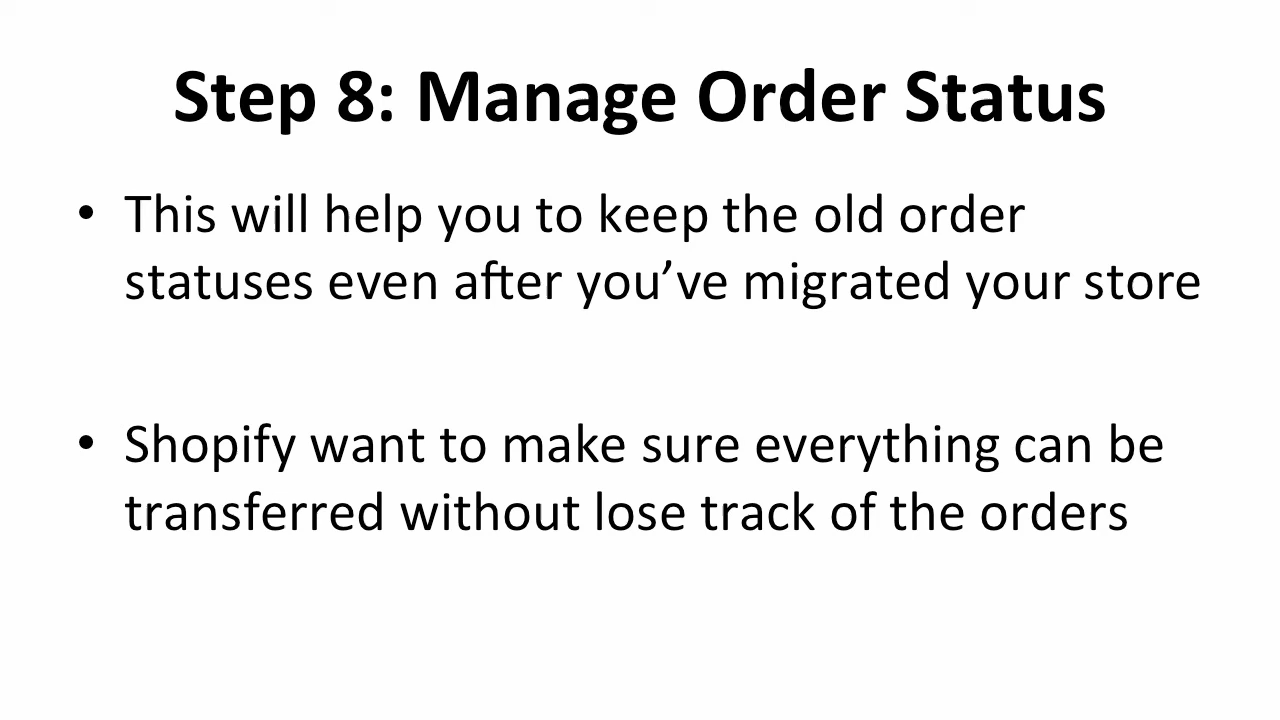 Step 8: Manage Order Status
• This will help you to keep the old order
statuses even after you’ve migrated your store
• Shopify want to make sure everything can be
transferred without lose track of the orders